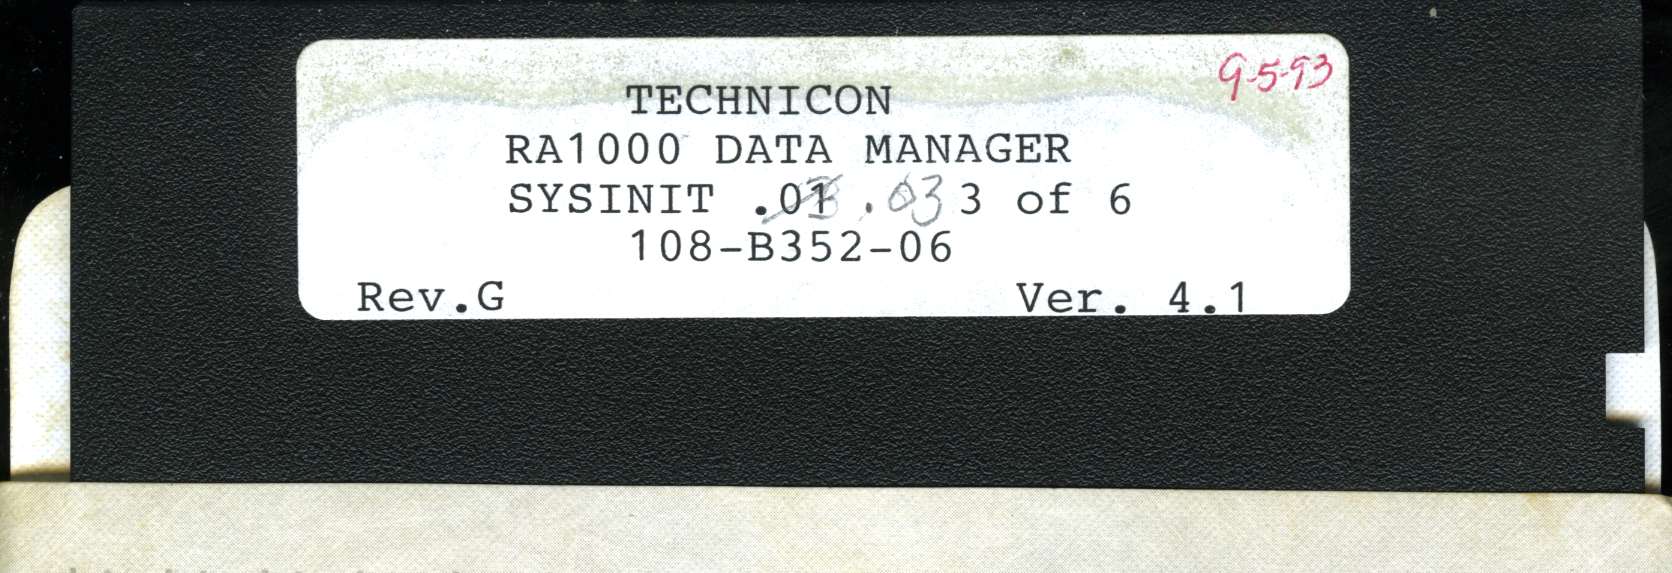 9-5-93
TECHNICON
RA1000 DATA MANAGER
SYSINIT .01 .03 3 of 6
108-B352-06
Rev.G Ver. 4.1